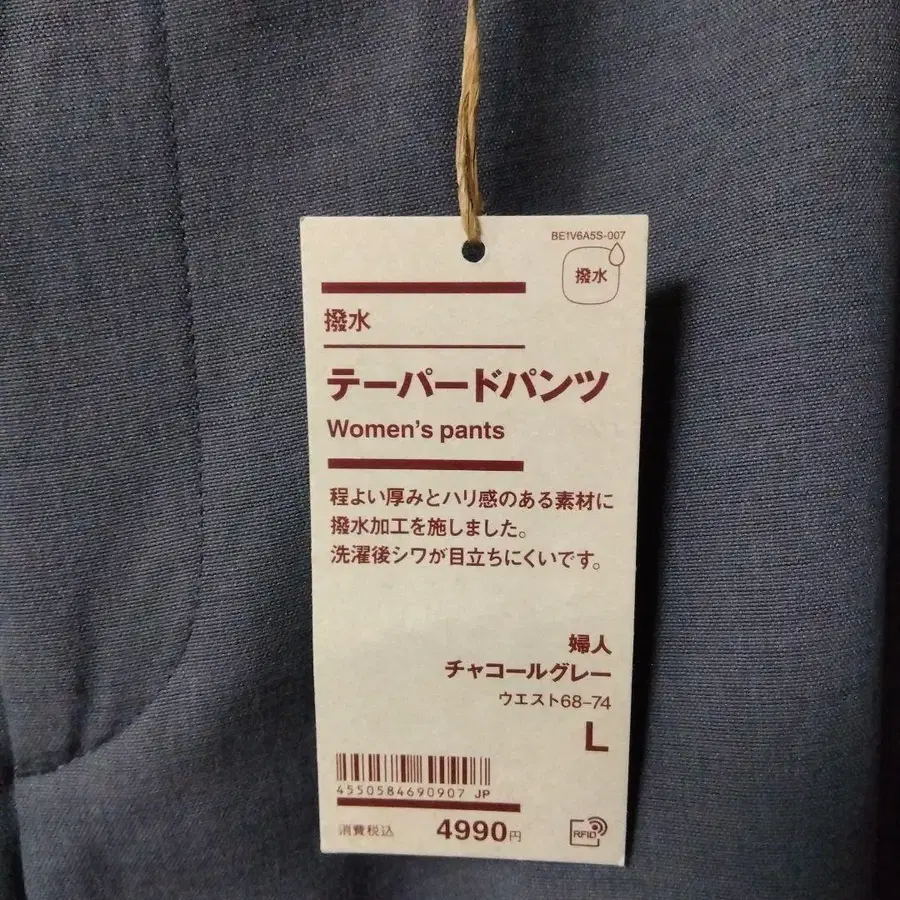 BE1V6A5S-007
撥水
撥水
テーパードパンツ
Women's pants
程よい厚みとハリ感のある素材に
撥水加工を施しました。
洗濯後シワが目立ちにくいです。
婦人
チャコールグレー
ウエスト68-74
L
4550584690907 JP
消費税込 4990円
RFID